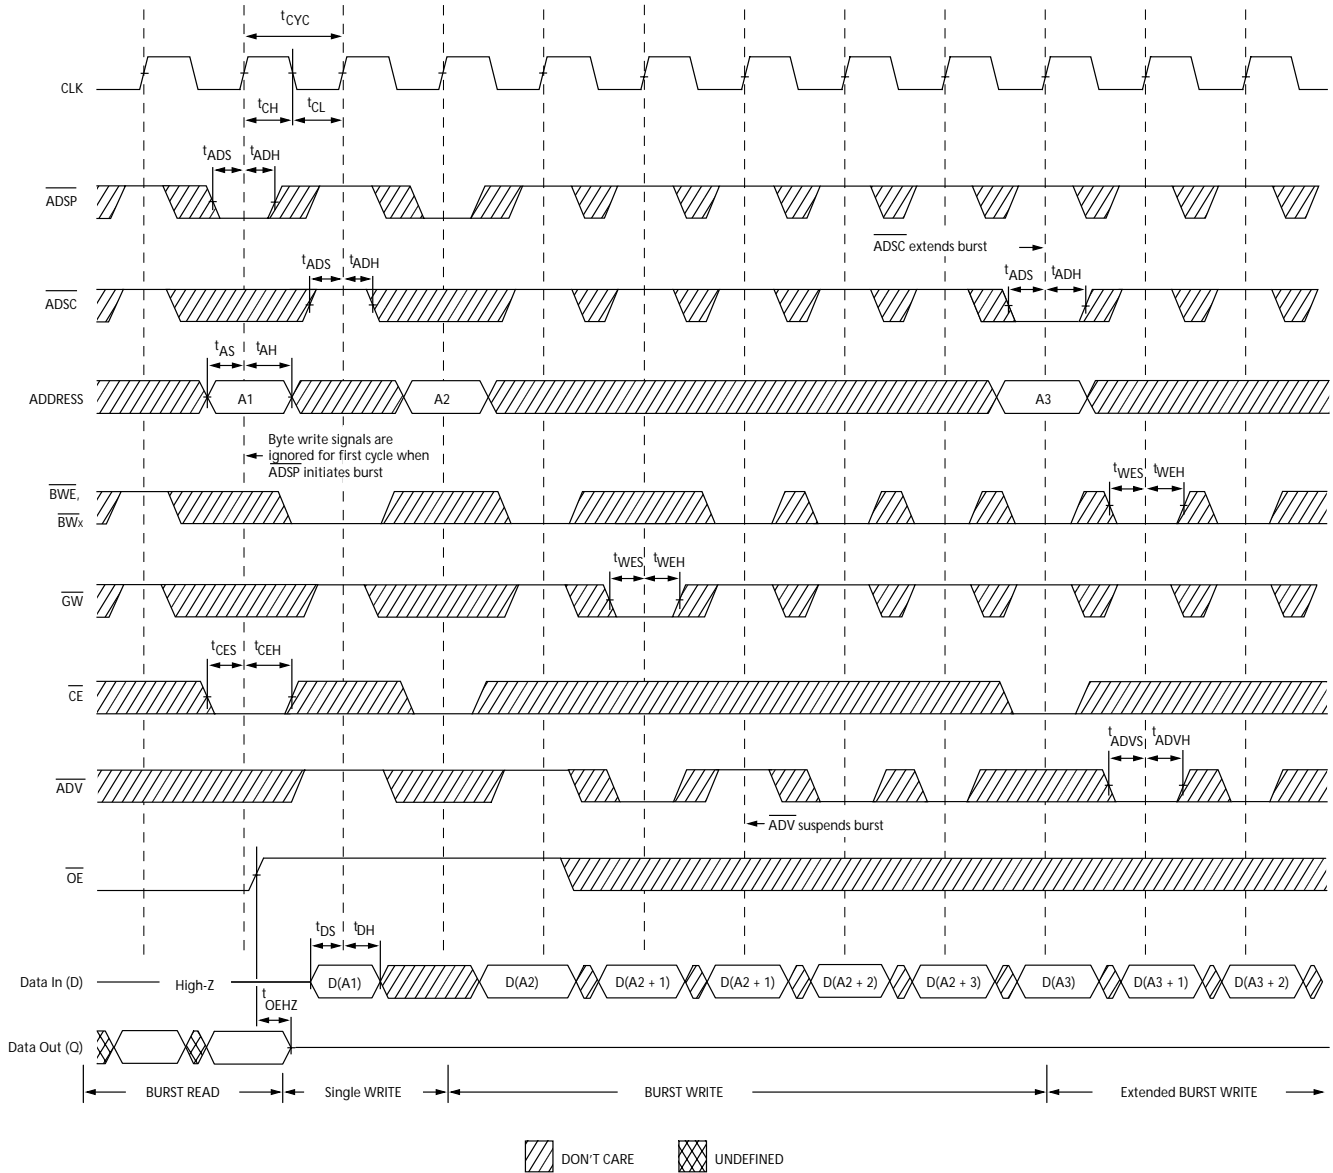 tCYC
CLK
tCH tCL
tADS tADH
ADSP
ADSC extends burst
tADS tADH tADS tADH
ADSC
tAS tAH
ADDRESS A1 A2 A3
Byte write signals are
ignored for first cycle when
ADSP initiates burst
BWE,
BWx
tWES tWEH
tWES tWEH
GW
tCES tCEH
CE
tADVS tADVH
ADV
ADV suspends burst
OE
tDS tDH
Data In (D) High-Z D(A1) D(A2) D(A2 + 1) D(A2 + 1) D(A2 + 2) D(A2 + 3) D(A3) D(A3 + 1) D(A3 + 2)
tOEHZ
Data Out (Q)
BURST READ Single WRITE BURST WRITE Extended BURST WRITE
DON'T CARE UNDEFINED